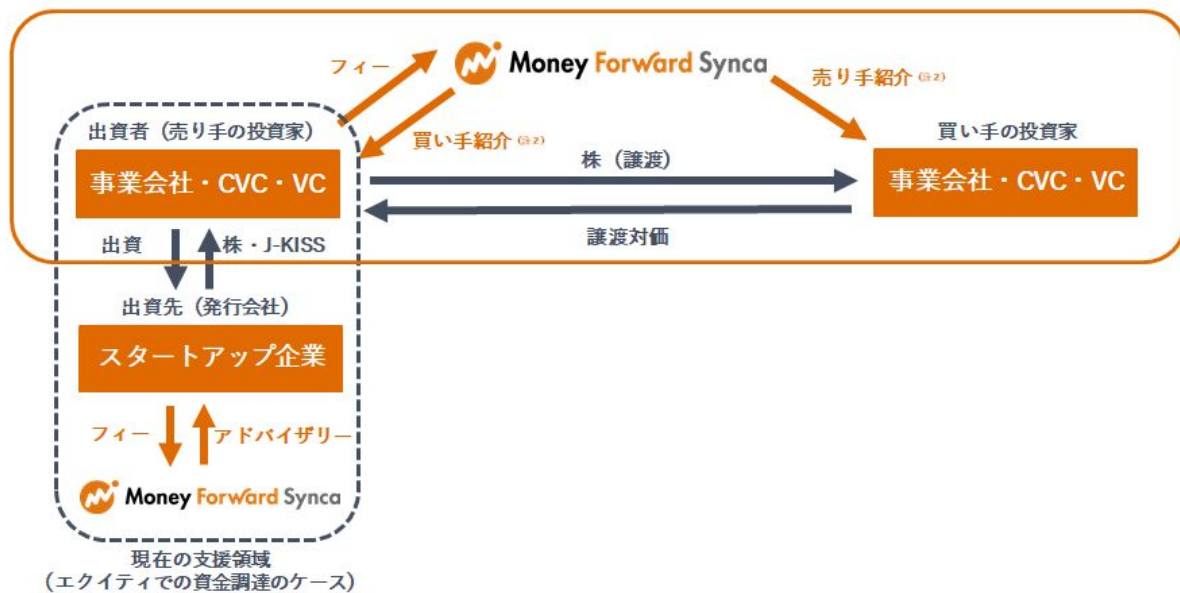 Money Forward Synca
フィー
売り手紹介 (注2)
出資者（売り手の投資家）
買い手紹介 (注2)
買い手の投資家
事業会社・CVC・VC
株（譲渡）
事業会社・CVC・VC
譲渡対価
出資
株・J-KISS
出資先（発行会社）
スタートアップ企業
フィー
アドバイザリー
Money Forward Synca
現在の支援領域
（エクイティでの資金調達のケース）